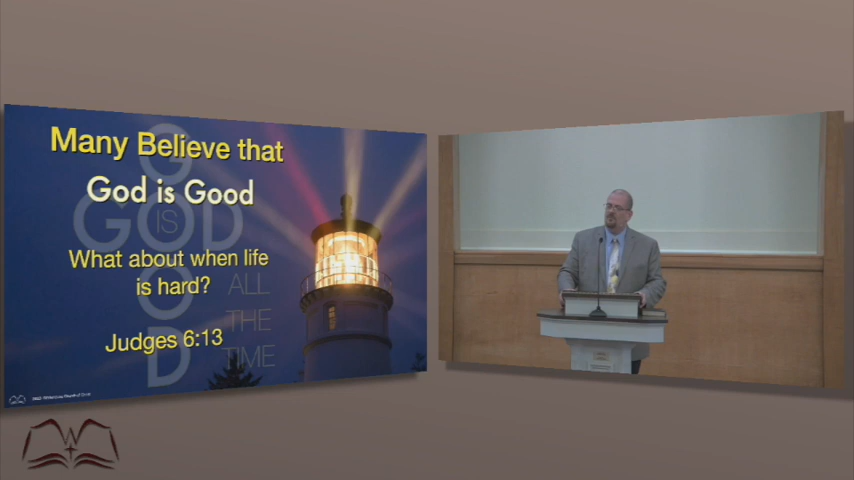 Many Believe that
God is Good
What about when life
is hard?
Judges 6:13
GOD
IS
GOOD
ALL
THE
TIME